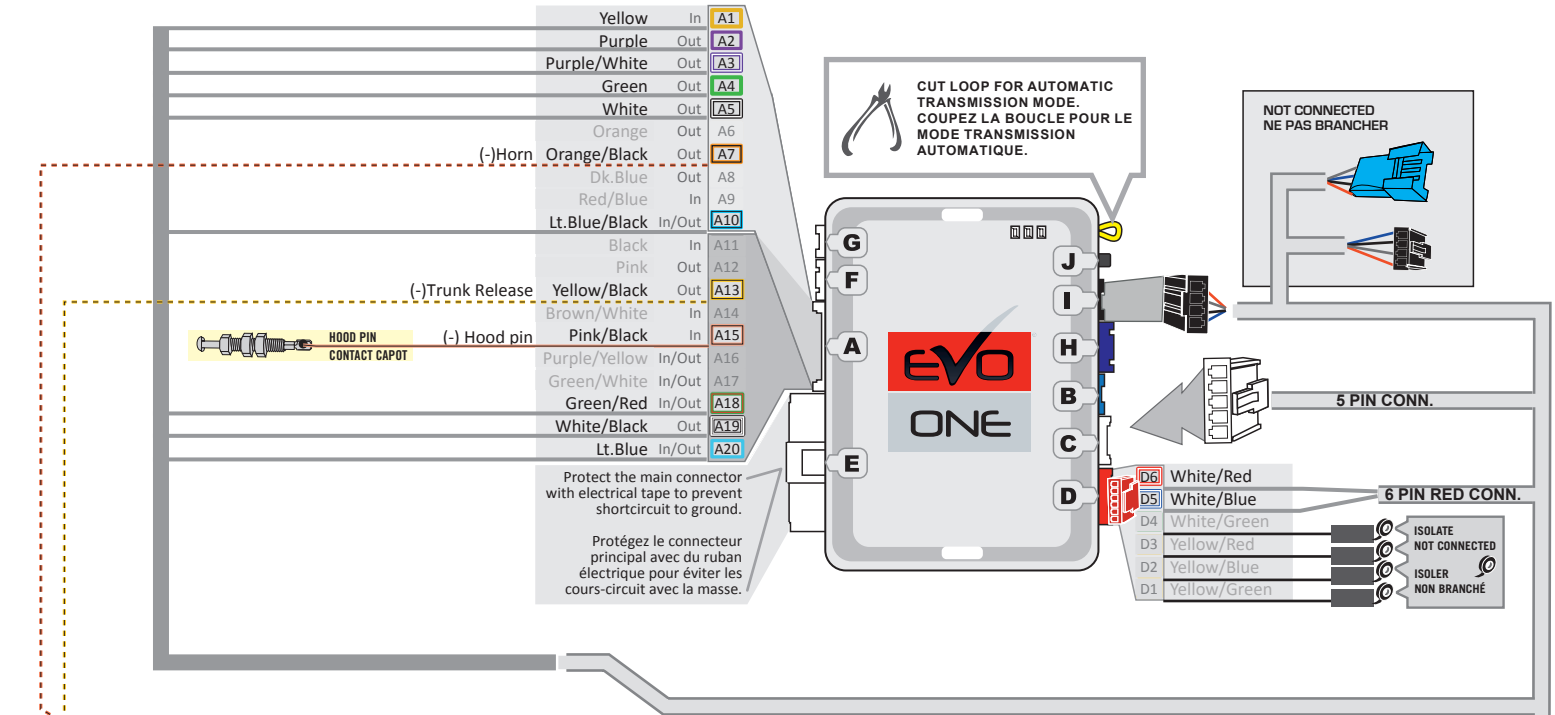 Yellow In A1
Purple Out A2
Purple/White Out A3
Green Out A4
White Out A5
Orange Out A6
(-)Horn Orange/Black Out A7
Dk.Blue Out A8
Red/Blue In A9
Lt.Blue/Black In/Out A10
Black In A11
Pink Out A12
(-)Trunk Release Yellow/Black Out A13
Brown/White In A14
HOOD PIN
CONTACT CAPOT
(-) Hood pin Pink/Black In A15
Purple/Yellow In/Out A16
Green/White In/Out A17
Green/Red In/Out A18
White/Black Out A19
Lt.Blue In/Out A20
Protect the main connector
with electrical tape to prevent
shortcircuit to ground.
Protégez le connecteur
principal avec du ruban
électrique pour éviter les
cours-circuit avec la masse.
CUT LOOP FOR AUTOMATIC
TRANSMISSION MODE.
COUPEZ LA BOUCLE POUR LE
MODE TRANSMISSION
AUTOMATIQUE.
G
F
A
E
J
I
H
B
C
D
EVO
ONE
NOT CONNECTED
NE PAS BRANCHER
5 PIN CONN.
D6 White/Red
D5 White/Blue
D4 White/Green
D3 Yellow/Red
D2 Yellow/Blue
D1 Yellow/Green
6 PIN RED CONN.
ISOLATE
NOT CONNECTED
ISOLER
NON BRANCHÉ